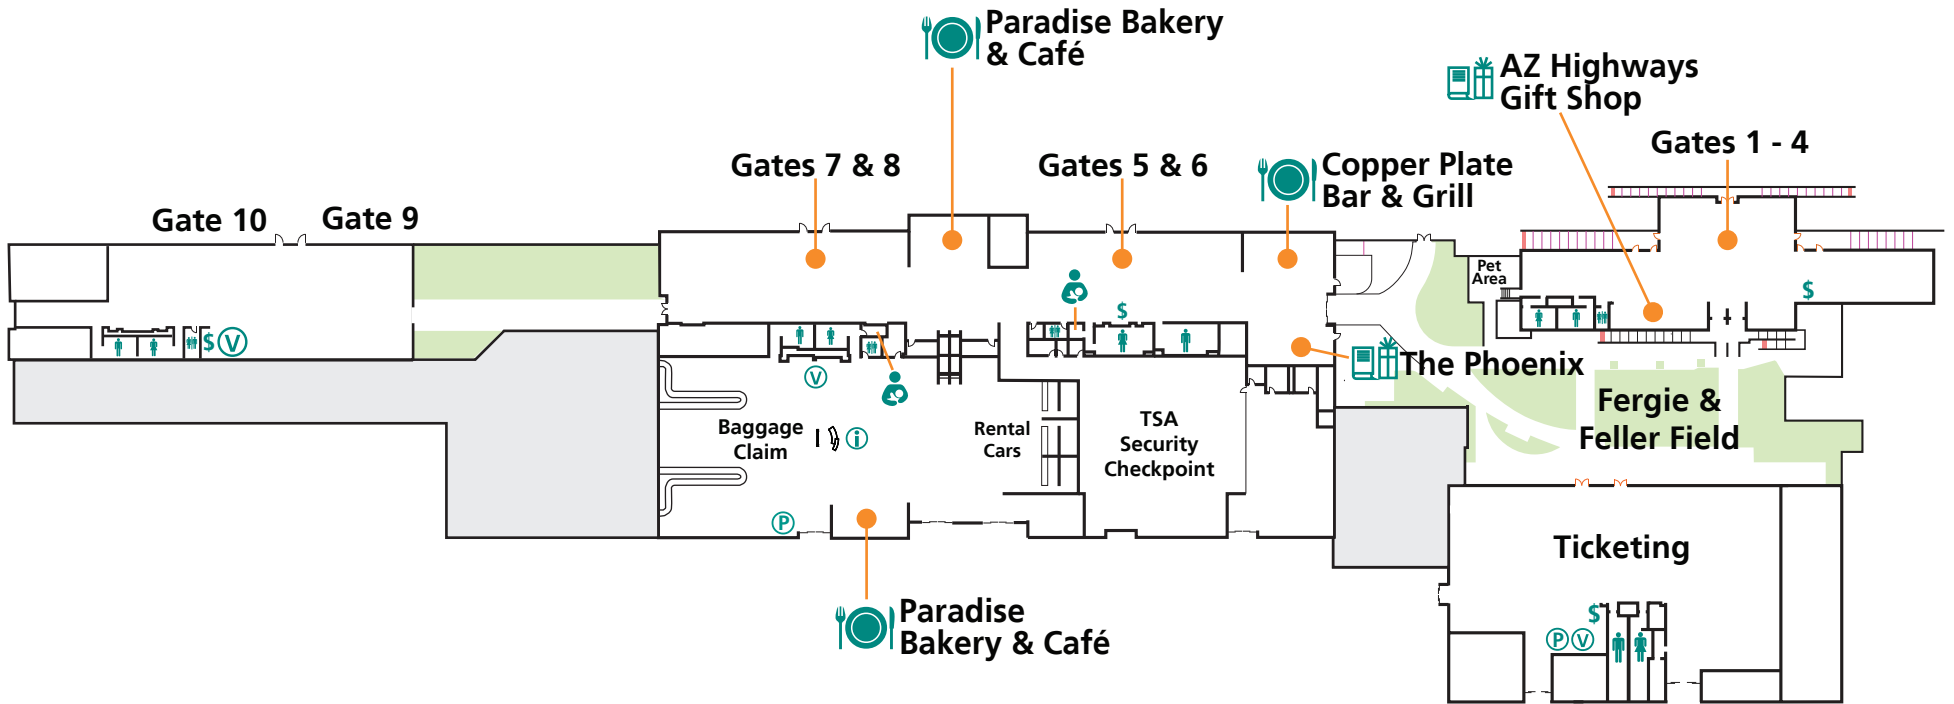 Paradise Bakery
& Café
AZ Highways
Gift Shop
Gates 1 - 4
Gates 7 & 8
Gates 5 & 6
Copper Plate
Bar & Grill
Gate 10
Gate 9
Pet
Area
$
$
$
V
The Phoenix
V
Fergie &
Feller Field
Baggage
Claim
i
Rental
Cars
TSA
Security
Checkpoint
P
Ticketing
Paradise
Bakery & Café
$
P
V